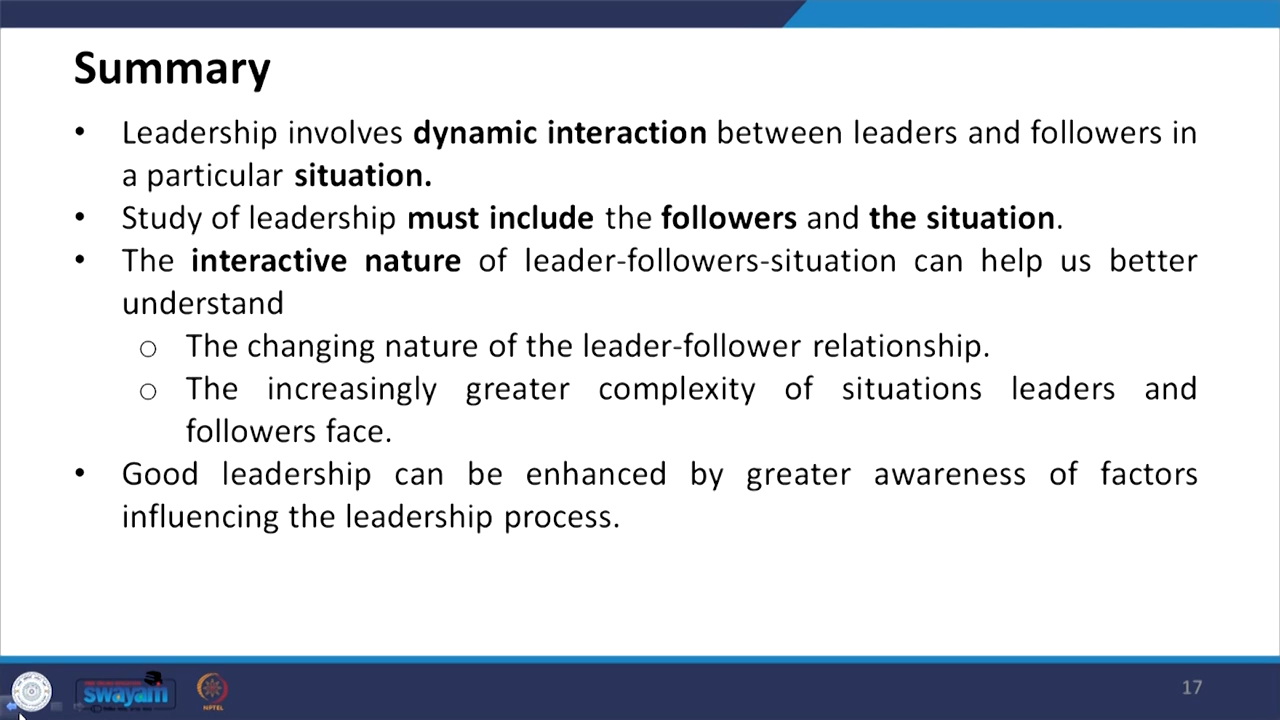 Summary
• Leadership involves dynamic interaction between leaders and followers in
a particular situation.
• Study of leadership must include the followers and the situation.
• The interactive nature of leader-followers-situation can help us better
understand
o The changing nature of the leader-follower relationship.
o The increasingly greater complexity of situations leaders and
followers face.
• Good leadership can be enhanced by greater awareness of factors
influencing the leadership process.
swayam
NPTEL
17